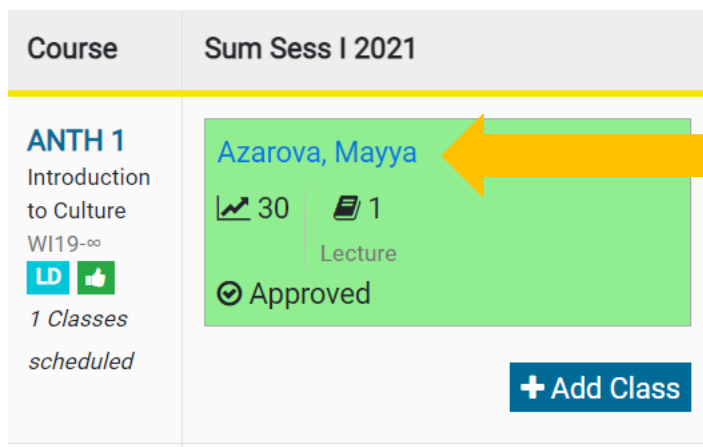 Course
Sum Sess I 2021
ANTH 1
Introduction
to Culture
WI19-∞
LD
1 Classes
scheduled
Azarova, Mayya
30
1
Lecture
Approved
+ Add Class